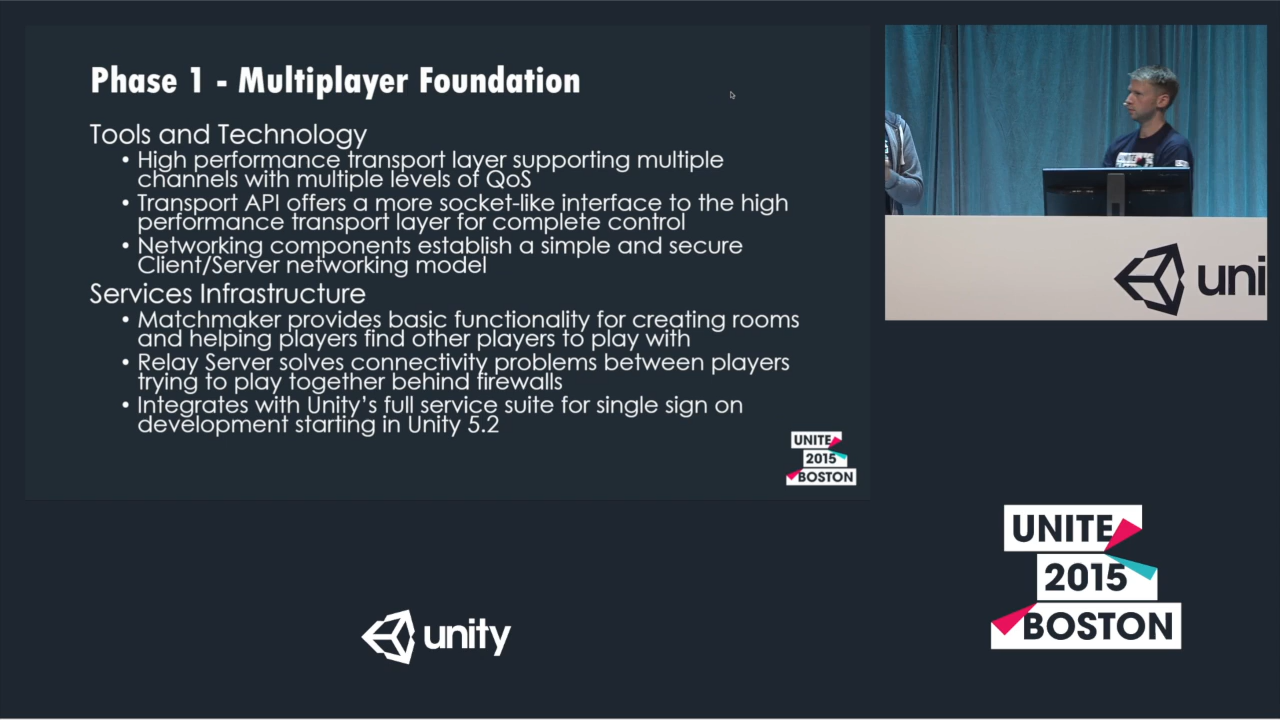 Phase 1 - Multiplayer Foundation
Tools and Technology
• High performance transport layer supporting multiple
channels with multiple levels of QoS
• Transport API offers a more socket-like interface to the high
performance transport layer for complete control
• Networking components establish a simple and secure
Client/Server networking model
Services Infrastructure
• Matchmaker provides basic functionality for creating rooms
and helping players find other players to play with
• Relay Server solves connectivity problems between players
trying to play together behind firewalls
• Integrates with Unity's full service suite for single sign on
development starting in Unity 5.2
UNITE
2015
BOSTON
uni
UNITE
2015
BOSTON
unity